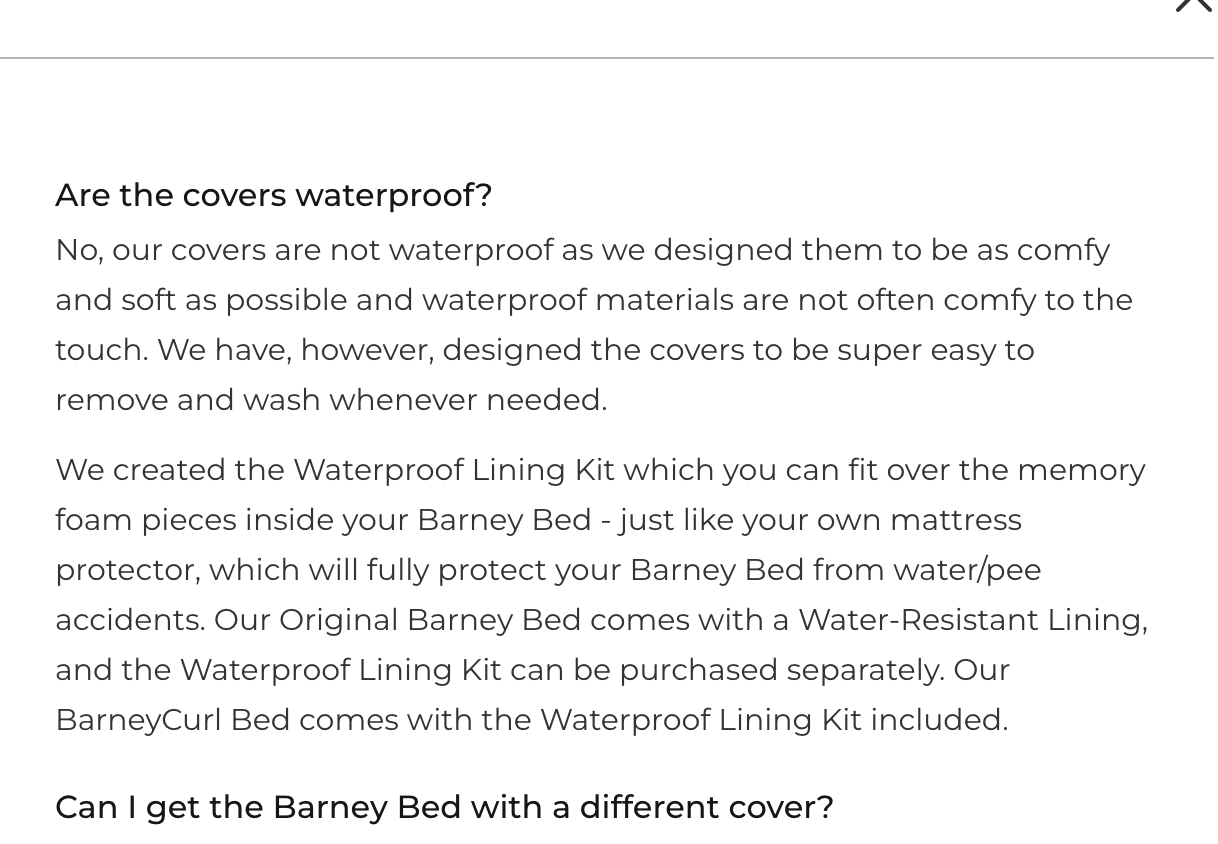 Are the covers waterproof?
No, our covers are not waterproof as we designed them to be as comfy
and soft as possible and waterproof materials are not often comfy to the
touch. We have, however, designed the covers to be super easy to
remove and wash whenever needed.
We created the Waterproof Lining Kit which you can fit over the memory
foam pieces inside your Barney Bed - just like your own mattress
protector, which will fully protect your Barney Bed from water/pee
accidents. Our Original Barney Bed comes with a Water-Resistant Lining,
and the Waterproof Lining Kit can be purchased separately. Our
BarneyCurl Bed comes with the Waterproof Lining Kit included.
Can I get the Barney Bed with a different cover?